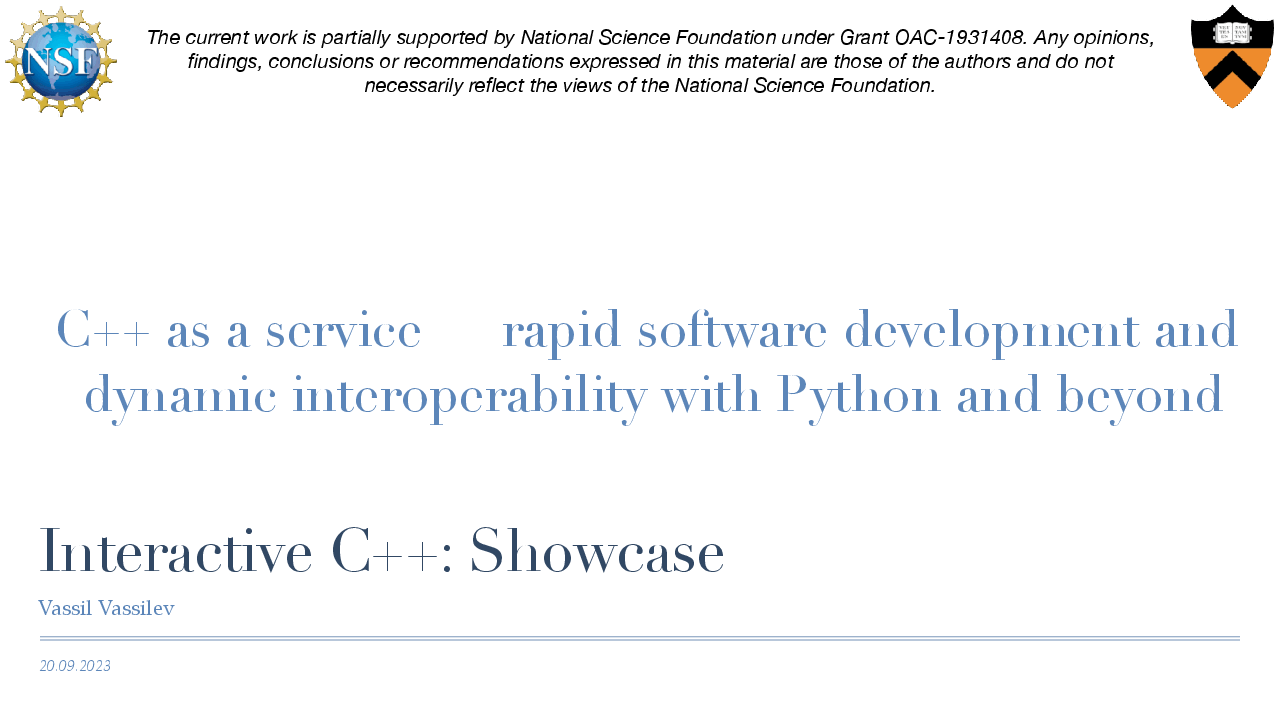 The current work is partially supported by National Science Foundation under Grant OAC-1931408. Any opinions,
findings, conclusions or recommendations expressed in this material are those of the authors and do not
necessarily reflect the views of the National Science Foundation.
NSF
C++ as a service rapid software development and
dynamic interoperability with Python and beyond
Interactive C++: Showcase
Vassil Vassilev
20.09.2023